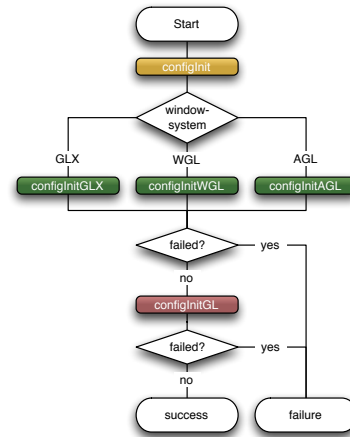 Start
configInit
window-
system
GLX
WGL
AGL
configInitGLX
configInitWGL
configInitAGL
failed?
yes
no
configInitGL
failed?
yes
no
success
failure